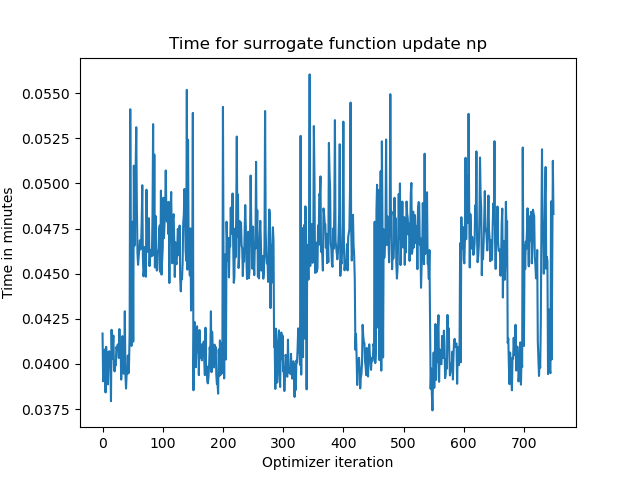 Time for surrogate function update np
Time in minutes
0.0550
0.0525
0.0500
0.0475
0.0450
0.0425
0.0400
0.0375
0 100 200 300 400 500 600 700
Optimizer iteration